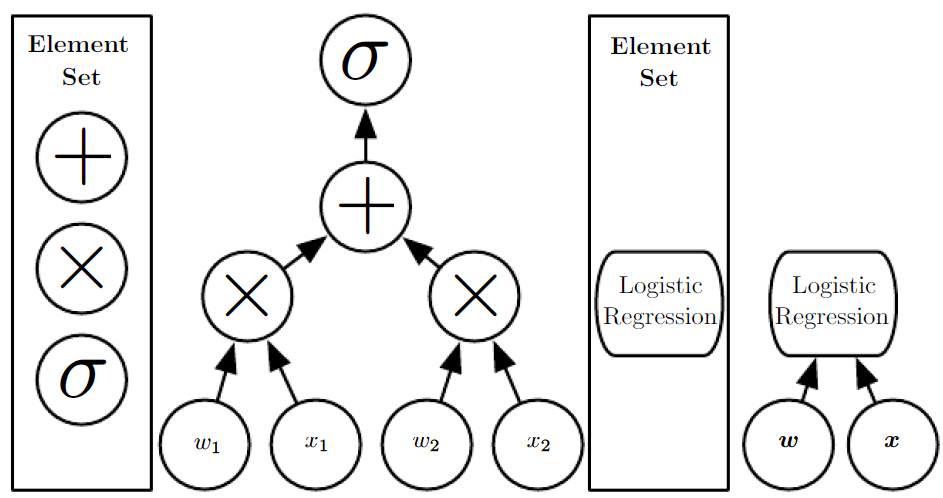 Element
Set
+
×
σ
σ
+
×
×
w₁
x₁
w₂
x₂
Element
Set
Logistic
Regression
Logistic
Regression
w
x